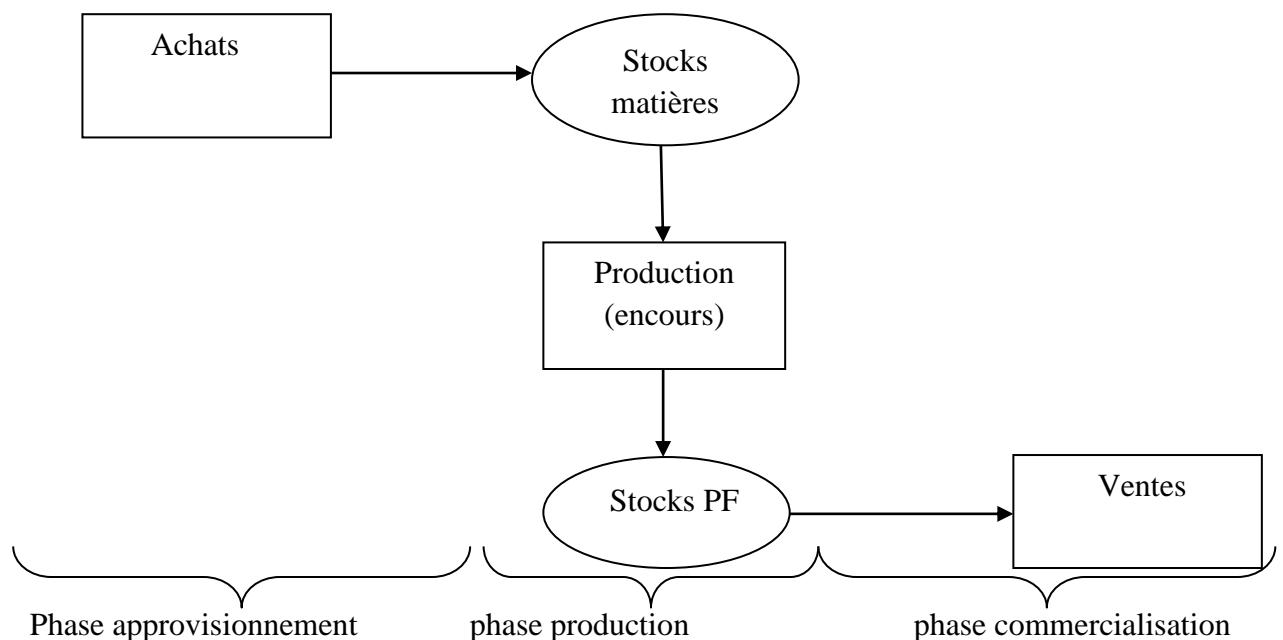 Achats
Stocks
matières
Production
(encours)
Stocks PF
Ventes
Phase approvisionnement
phase production
phase commercialisation